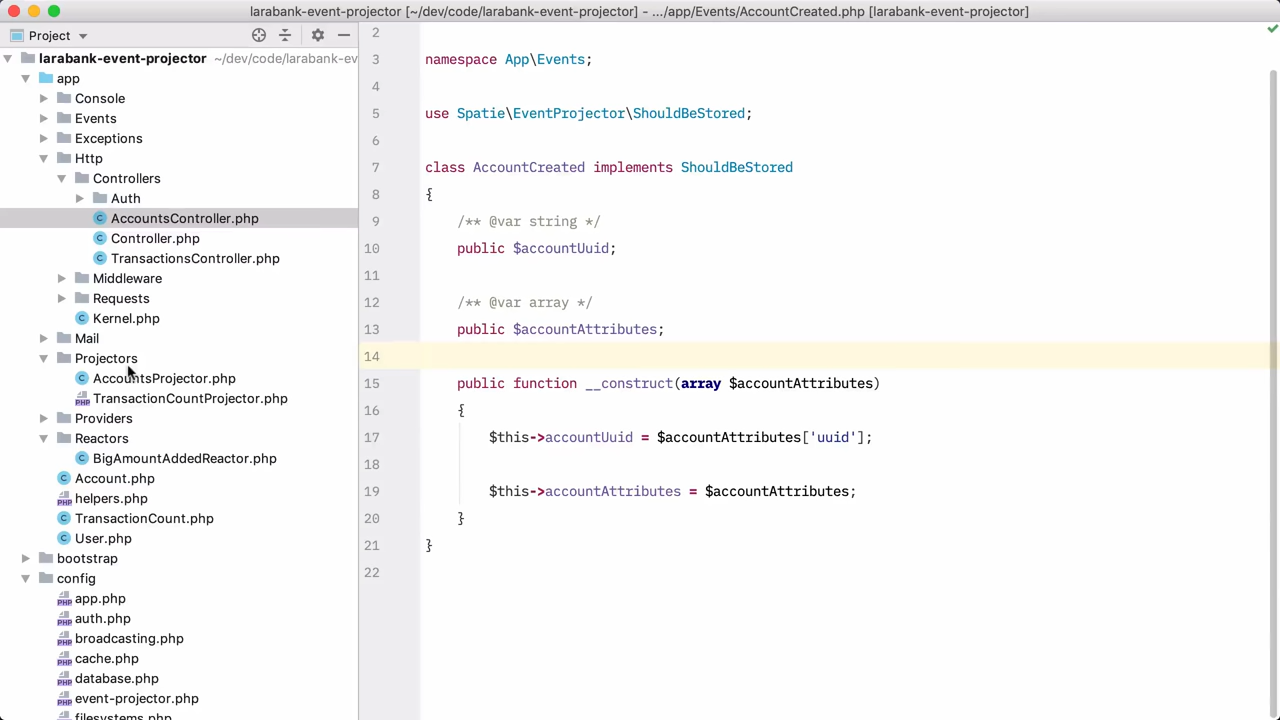 larabank-event-projector [~/dev/code/larabank-event-projector] - .../app/Events/AccountCreated.php [larabank-event-projector]
Project
larabank-event-projector ~/dev/code/larabank-ev
app
Console
Events
Exceptions
Http
Controllers
Auth
AccountsController.php
Controller.php
TransactionsController.php
Middleware
Requests
Kernel.php
Mail
Projectors
AccountsProjector.php
TransactionCountProjector.php
Providers
Reactors
BigAmountAddedReactor.php
Account.php
helpers.php
TransactionCount.php
User.php
bootstrap
config
app.php
auth.php
broadcasting.php
cache.php
database.php
event-projector.php
filesystems.php
2
3 namespace App\Events;
4
5 use Spatie\EventProjector\ShouldBeStored;
6
7 class AccountCreated implements ShouldBeStored
8 {
9 /** @var string */
10 public $accountUuid;
11
12 /** @var array */
13 public $accountAttributes;
14
15 public function __construct(array $accountAttributes)
16 {
17 $this->accountUuid = $accountAttributes['uuid'];
18
19 $this->accountAttributes = $accountAttributes;
20 }
21 }
22